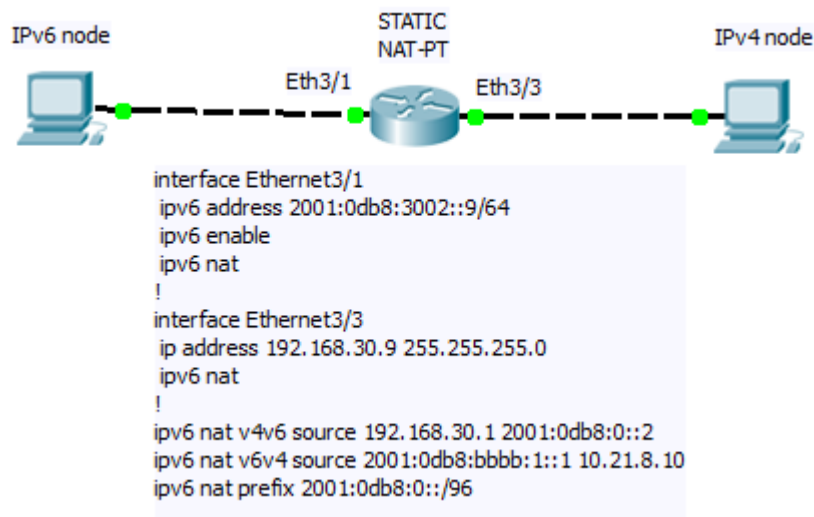 IPv6 node
STATIC
NAT-PT
IPv4 node
Eth3/1
Eth3/3
interface Ethernet3/1
ipv6 address 2001:0db8:3002::9/64
ipv6 enable
ipv6 nat
!
interface Ethernet3/3
ip address 192.168.30.9 255.255.255.0
ipv6 nat
!
ipv6 nat v4v6 source 192.168.30.1 2001:0db8:0::2
ipv6 nat v6v4 source 2001:0db8:bbbb:1::1 10.21.8.10
ipv6 nat prefix 2001:0db8:0::/96